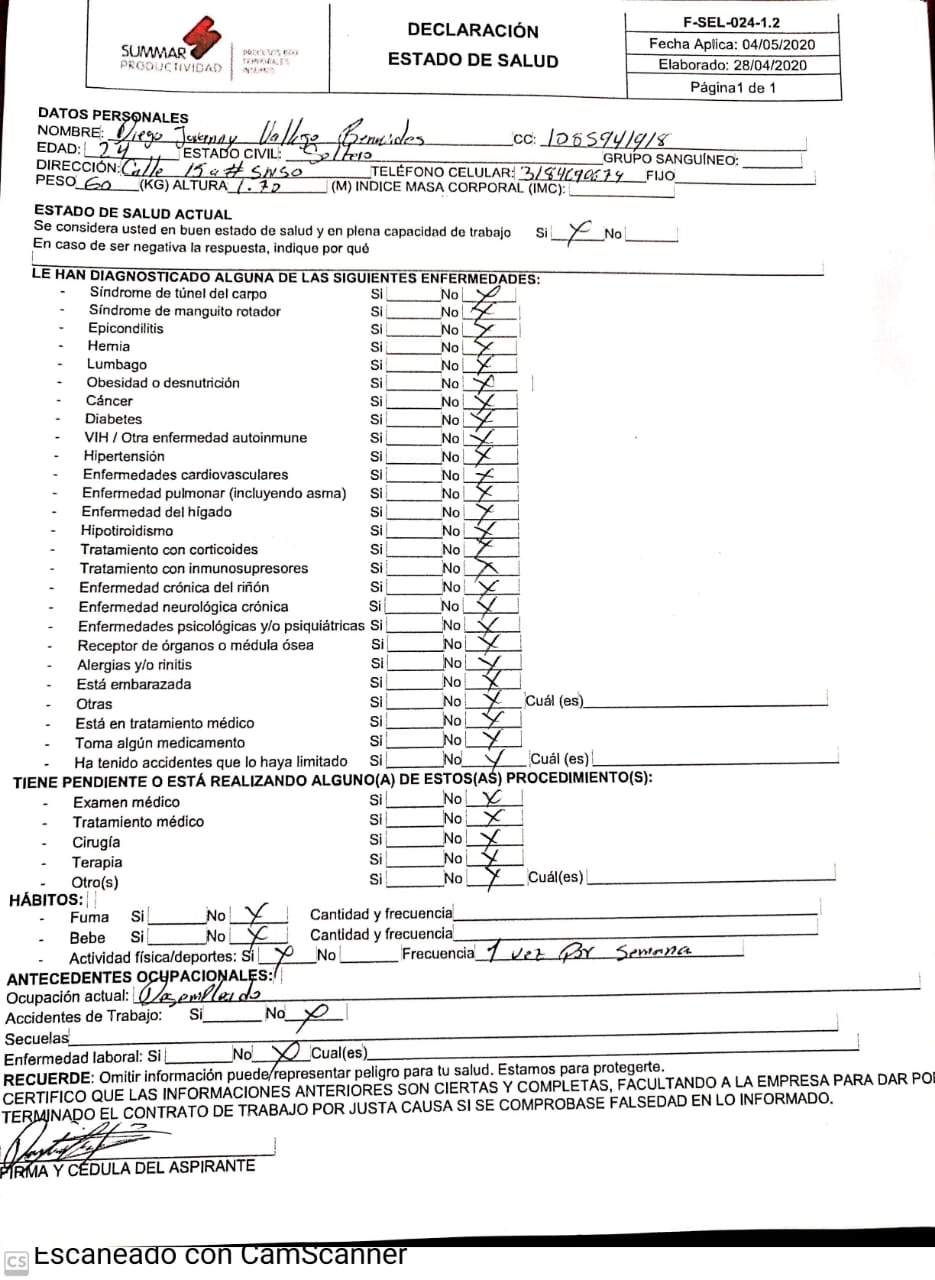 SUMMAR
PRODUCTIVIDAD
PROCESOS BPO
TEMPORALES
INSUMOS
DECLARACIÓN
ESTADO DE SALUD
F-SEL-024-1.2
Fecha Aplica: 04/05/2020
Elaborado: 28/04/2020
Página1 de 1
DATOS PERSONALES
NOMBRE: Diego Vallejo CC: 1085941918
EDAD: 24 ESTADO CIVIL: Soltero GRUPO SANGUÍNEO:
DIRECCIÓN: Calle 15a # SN50 TELÉFONO CELULAR: FIJO
PESO 60 (KG) ALTURA 1.70 (M) INDICE MASA CORPORAL (IMC):
ESTADO DE SALUD ACTUAL
Se considera usted en buen estado de salud y en plena capacidad de trabajo Si X No
En caso de ser negativa la respuesta, indique por qué
LE HAN DIAGNOSTICADO ALGUNA DE LAS SIGUIENTES ENFERMEDADES:
- Síndrome de túnel del carpo Si No X
- Síndrome de manguito rotador Si No X
- Epicondilitis Si No X
- Hernia Si No X
- Lumbago Si No X
- Obesidad o desnutrición Si No X
- Cáncer Si No X
- Diabetes Si No X
- VIH / Otra enfermedad autoinmune Si No X
- Hipertensión Si No X
- Enfermedades cardiovasculares Si No X
- Enfermedad pulmonar (incluyendo asma) Si No X
- Enfermedad del hígado Si No X
- Hipotiroidismo Si No X
- Tratamiento con corticoides Si No X
- Tratamiento con inmunosupresores Si No X
- Enfermedad crónica del riñón Si No X
- Enfermedad neurológica crónica Si No X
- Enfermedades psicológicas y/o psiquiátricas Si No X
- Receptor de órganos o médula ósea Si No X
- Alergias y/o rinitis Si No X
- Está embarazada Si No X
- Otras Si No X Cuál (es)
- Está en tratamiento médico Si No X
- Toma algún medicamento Si No X
- Ha tenido accidentes que lo haya limitado Si No X Cuál (es)
TIENE PENDIENTE O ESTÁ REALIZANDO ALGUNO(A) DE ESTOS(AS) PROCEDIMIENTO(S):
- Examen médico Si No X
- Tratamiento médico Si No X
- Cirugía Si No X
- Terapia Si No X
- Otro(s) Si No X Cuál(es)
HÁBITOS:
- Fuma Si No X Cantidad y frecuencia
- Bebe Si No X Cantidad y frecuencia
- Actividad física/deportes: Sí X No Frecuencia 1 vez por semana
ANTECEDENTES OCUPACIONALES:
Ocupación actual: Desempleado
Accidentes de Trabajo: Si No X
Secuelas
Enfermedad laboral: Si No X Cual(es)
RECUERDE: Omitir información puede representar peligro para tu salud. Estamos para protegerte.
CERTIFICO QUE LAS INFORMACIONES ANTERIORES SON CIERTAS Y COMPLETAS, FACULTANDO A LA EMPRESA PARA DAR POR
TERMINADO EL CONTRATO DE TRABAJO POR JUSTA CAUSA SI SE COMPROBASE FALSEDAD EN LO INFORMADO.
FIRMA Y CÉDULA DEL ASPIRANTE
CS Escaneado con CamScanner